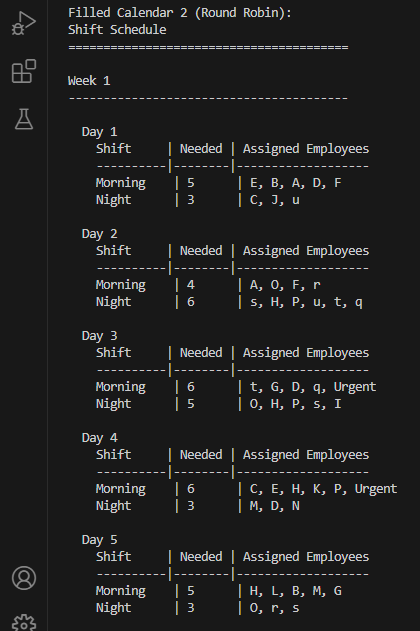 Filled Calendar 2 (Round Robin):
Shift Schedule
========================================
Week 1
----------------------------------------
Day 1
Shift | Needed | Assigned Employees
----------|--------|-------------------
Morning | 5 | E, B, A, D, F
Night | 3 | C, J, u
Day 2
Shift | Needed | Assigned Employees
----------|--------|-------------------
Morning | 4 | A, O, F, r
Night | 6 | s, H, P, u, t, q
Day 3
Shift | Needed | Assigned Employees
----------|--------|-------------------
Morning | 6 | t, G, D, q, Urgent
Night | 5 | O, H, P, s, I
Day 4
Shift | Needed | Assigned Employees
----------|--------|-------------------
Morning | 6 | C, E, H, K, P, Urgent
Night | 3 | M, D, N
Day 5
Shift | Needed | Assigned Employees
----------|--------|-------------------
Morning | 5 | H, L, B, M, G
Night | 3 | O, r, s